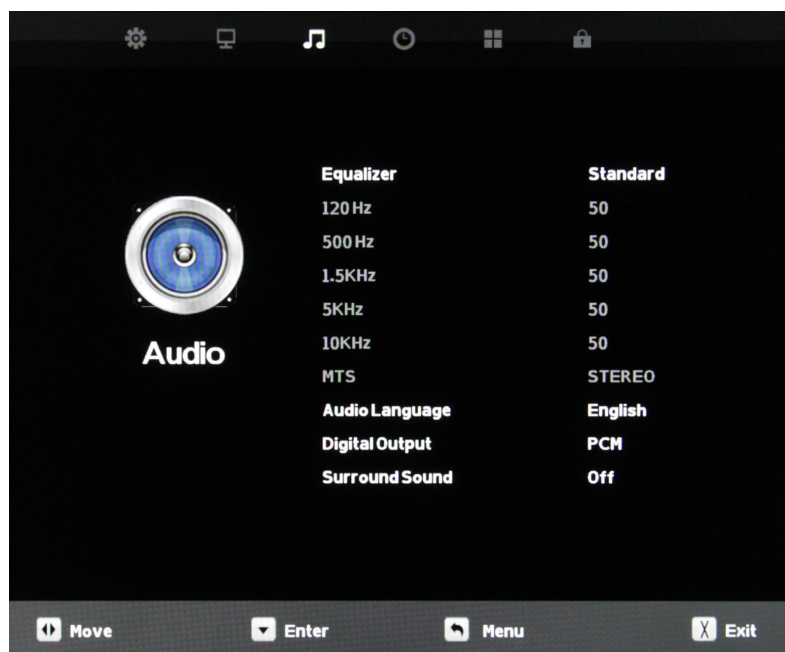 Equalizer Standard
120 Hz 50
500 Hz 50
1.5KHz 50
5KHz 50
10KHz 50
Audio
MTS STEREO
Audio Language English
Digital Output PCM
Surround Sound Off
Move Enter Menu X Exit